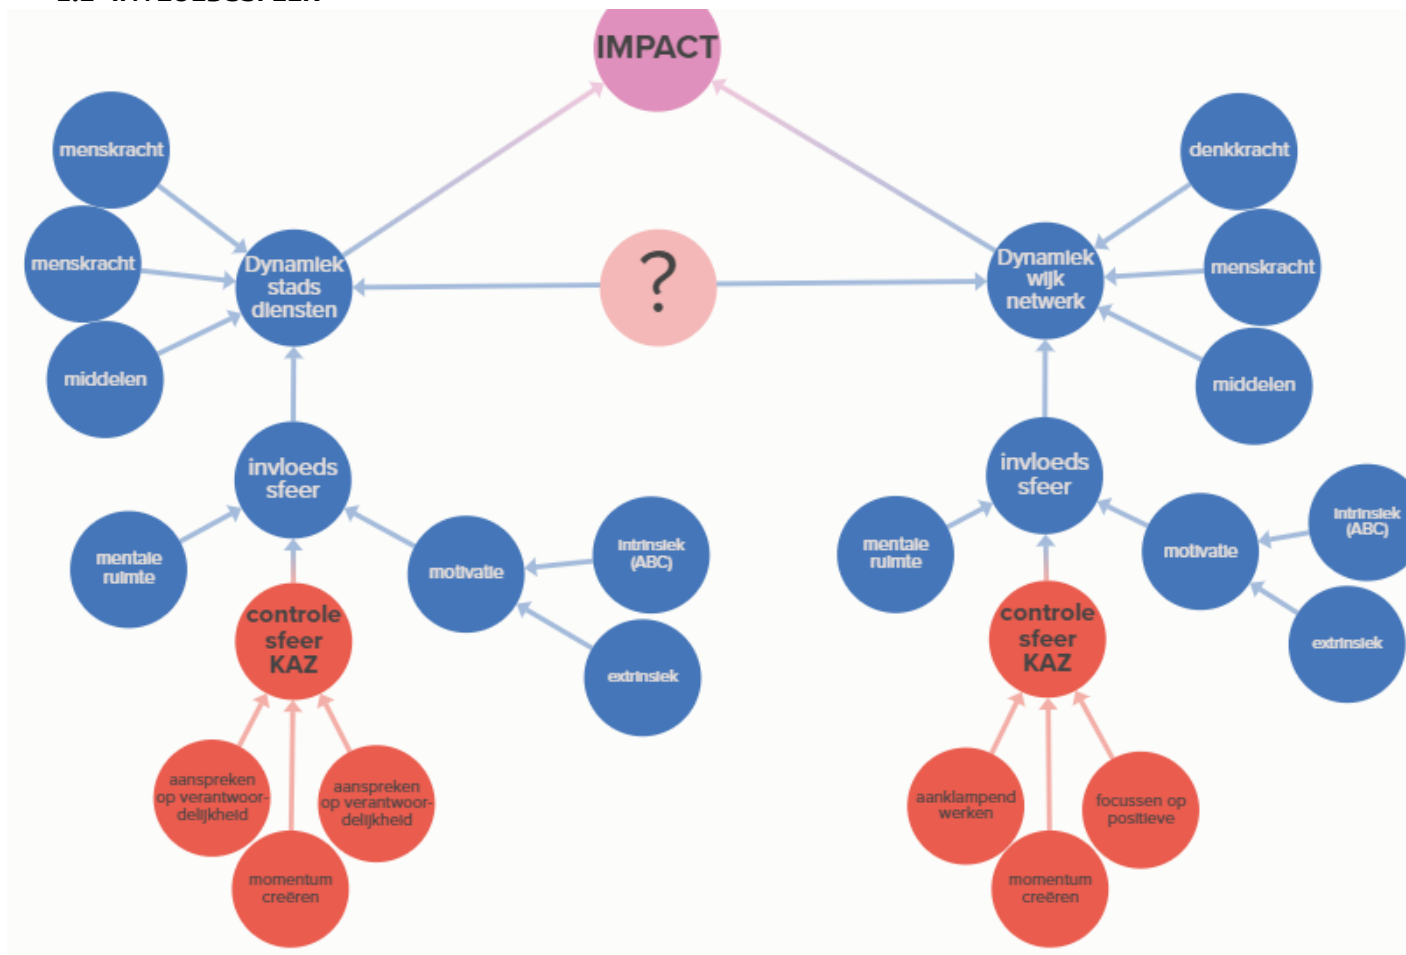 IMPACT
menskracht
menskracht
middelen
Dynamiek
stads
diensten
?
Dynamiek
wijk
netwerk
denkkracht
menskracht
middelen
invloeds
sfeer
mentale
ruimte
motivatie
intrinsiek
(ABC)
extrinsiek
controle
sfeer
KAZ
aanspreken
op verantwoor-
delijkheid
momentum
creëren
aanspreken
op verantwoor-
delijkheid
invloeds
sfeer
mentale
ruimte
motivatie
intrinsiek
(ABC)
extrinsiek
controle
sfeer
KAZ
aanklampend
werken
momentum
creëren
focussen op
positieve